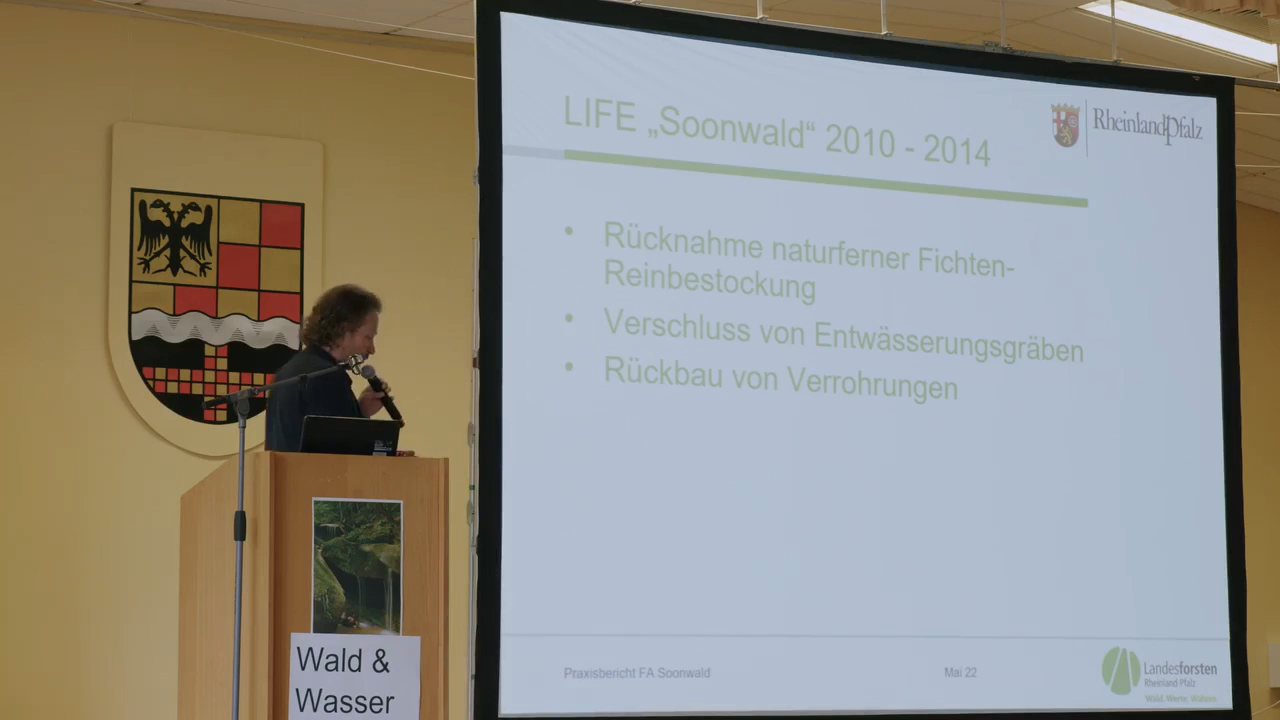 LIFE „Soonwald“ 2010 - 2014
Rheinland-Pfalz
• Rücknahme naturferner Fichten-
Reinbestockung
• Verschluss von Entwässerungsgräben
• Rückbau von Verrohrungen
Praxisbericht FA Soonwald
Mai 22
Landesforsten
Rheinland-Pfalz
Wald. Werte. Wahren.
Wald &
Wasser